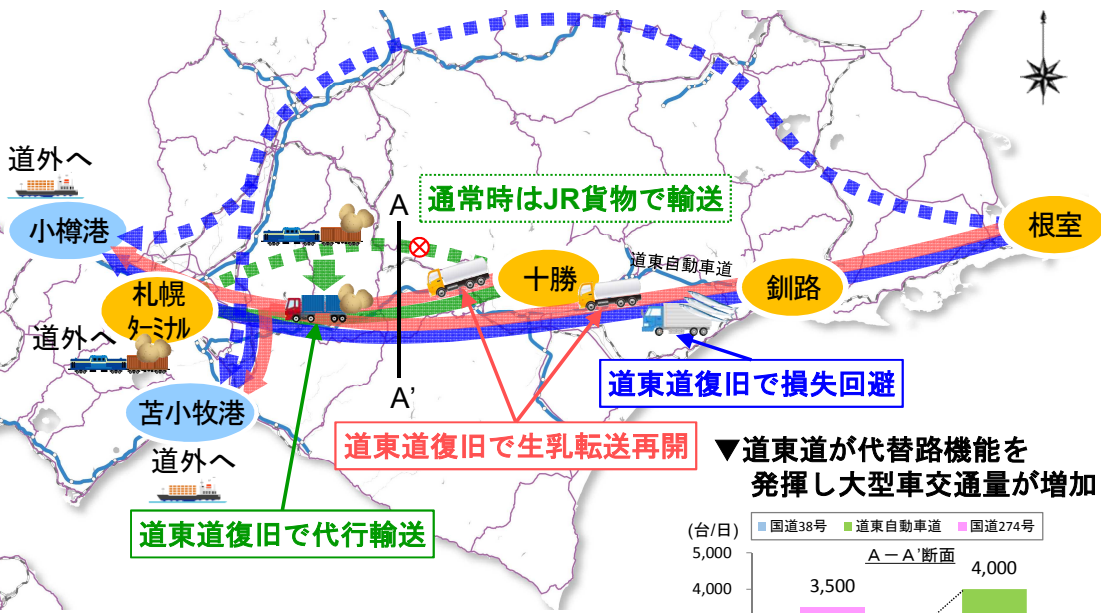 道外へ
小樽港
通常時はJR貨物で輸送
A
根室
十勝
道東自動車道
釧路
札幌
ターミナル
道外へ
道東道復旧で損失回避
苫小牧港
A'
道東道復旧で生乳転送再開
道外へ
道東道復旧で代行輸送
▼道東道が代替路機能を
発揮し大型車交通量が増加
(台/日)
国道38号 道東自動車道 国道274号
A－A'断面
5,000
4,000
3,500
4,000